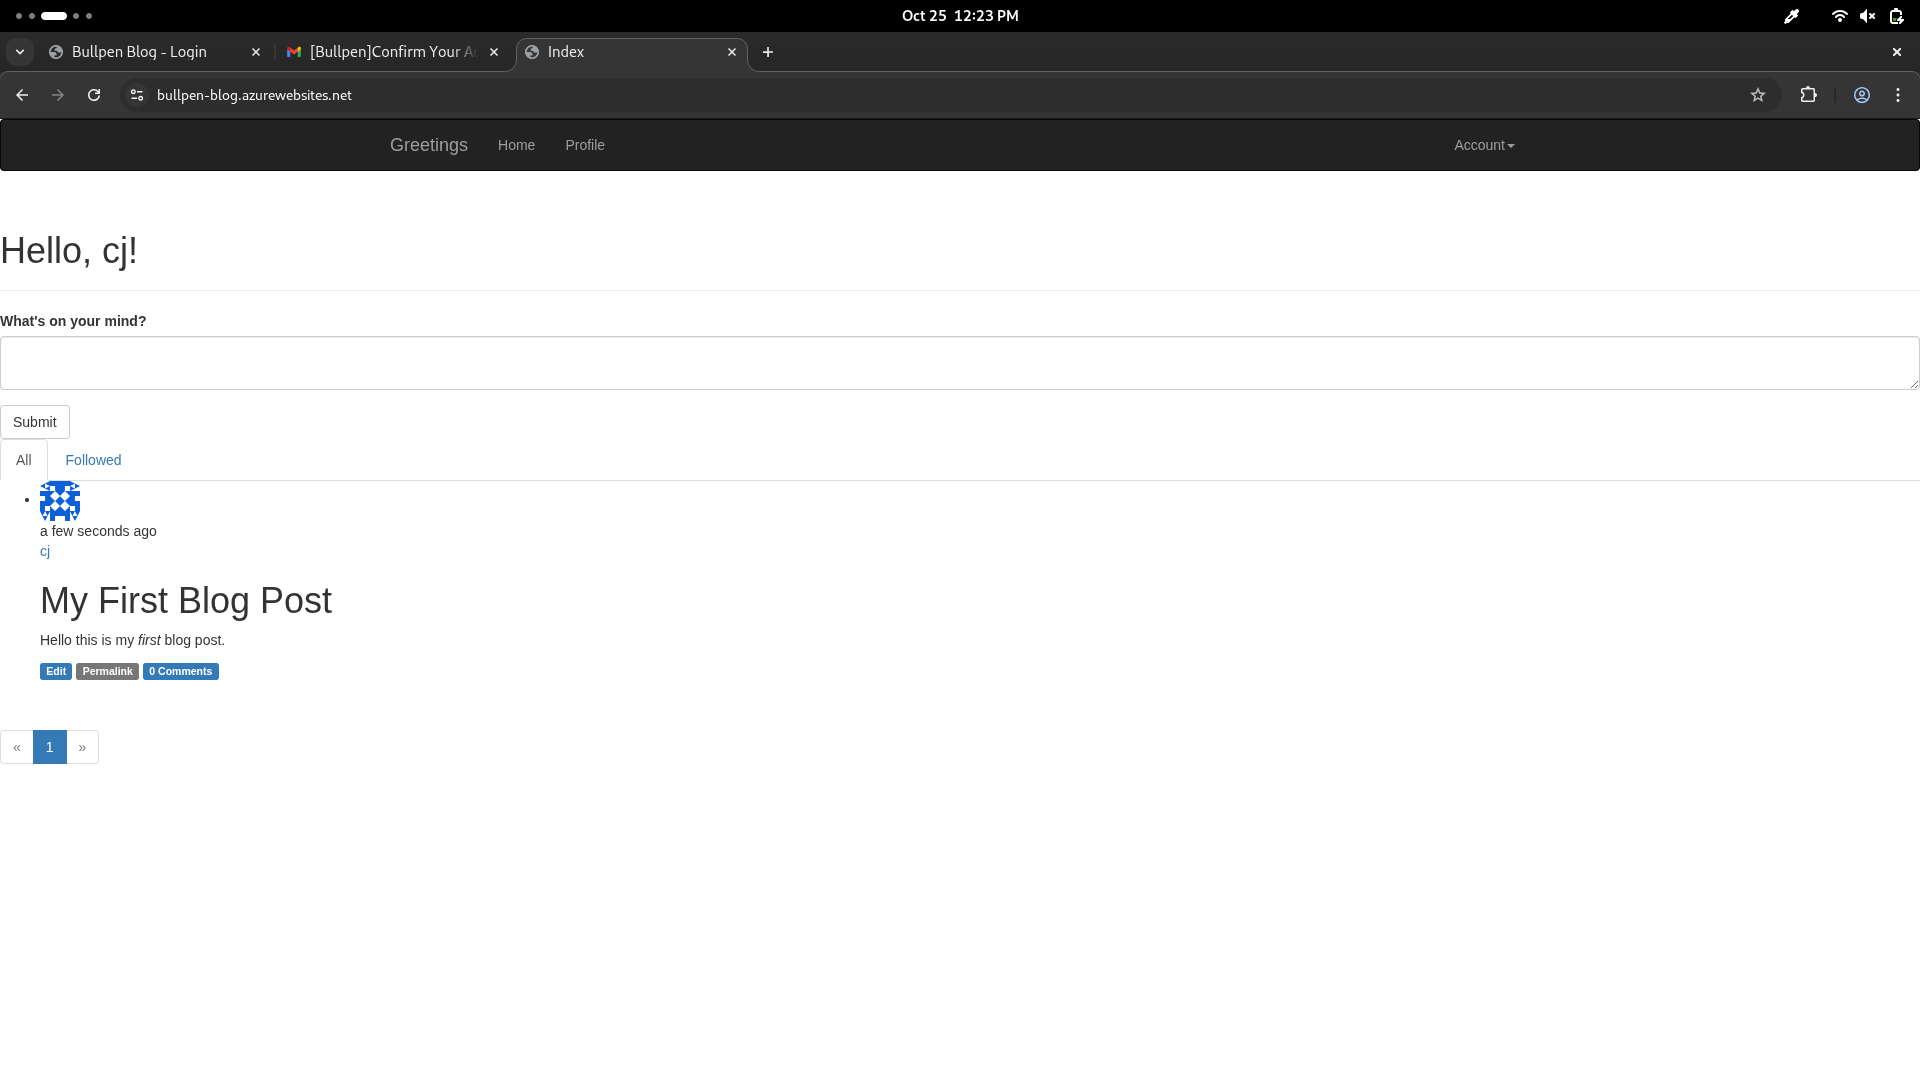 Oct 25 12:23 PM
Bullpen Blog - Login
[Bullpen]Confirm Your Ac
Index
bullpen-blog.azurewebsites.net
Greetings Home Profile Account
Hello, cj!
What's on your mind?
Submit
All Followed
a few seconds ago
cj
My First Blog Post
Hello this is my first blog post.
Edit Permalink 0 Comments
« 1 »